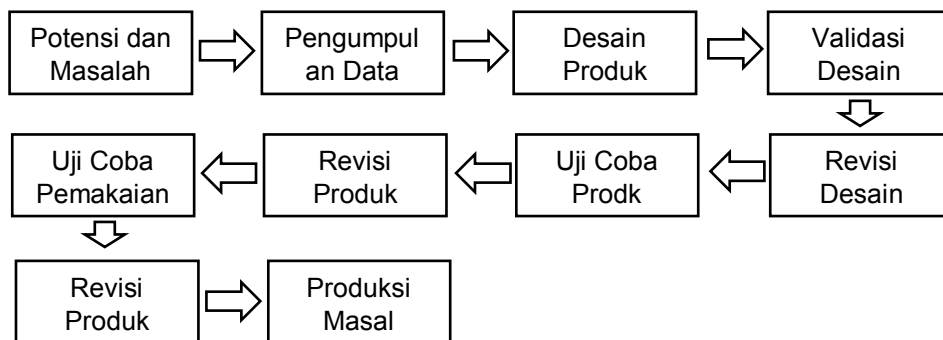 Potensi dan
Masalah
Pengumpul
an Data
Desain
Produk
Validasi
Desain
Revisi
Desain
Uji Coba
Prodk
Revisi
Produk
Uji Coba
Pemakaian
Revisi
Produk
Produksi
Masal